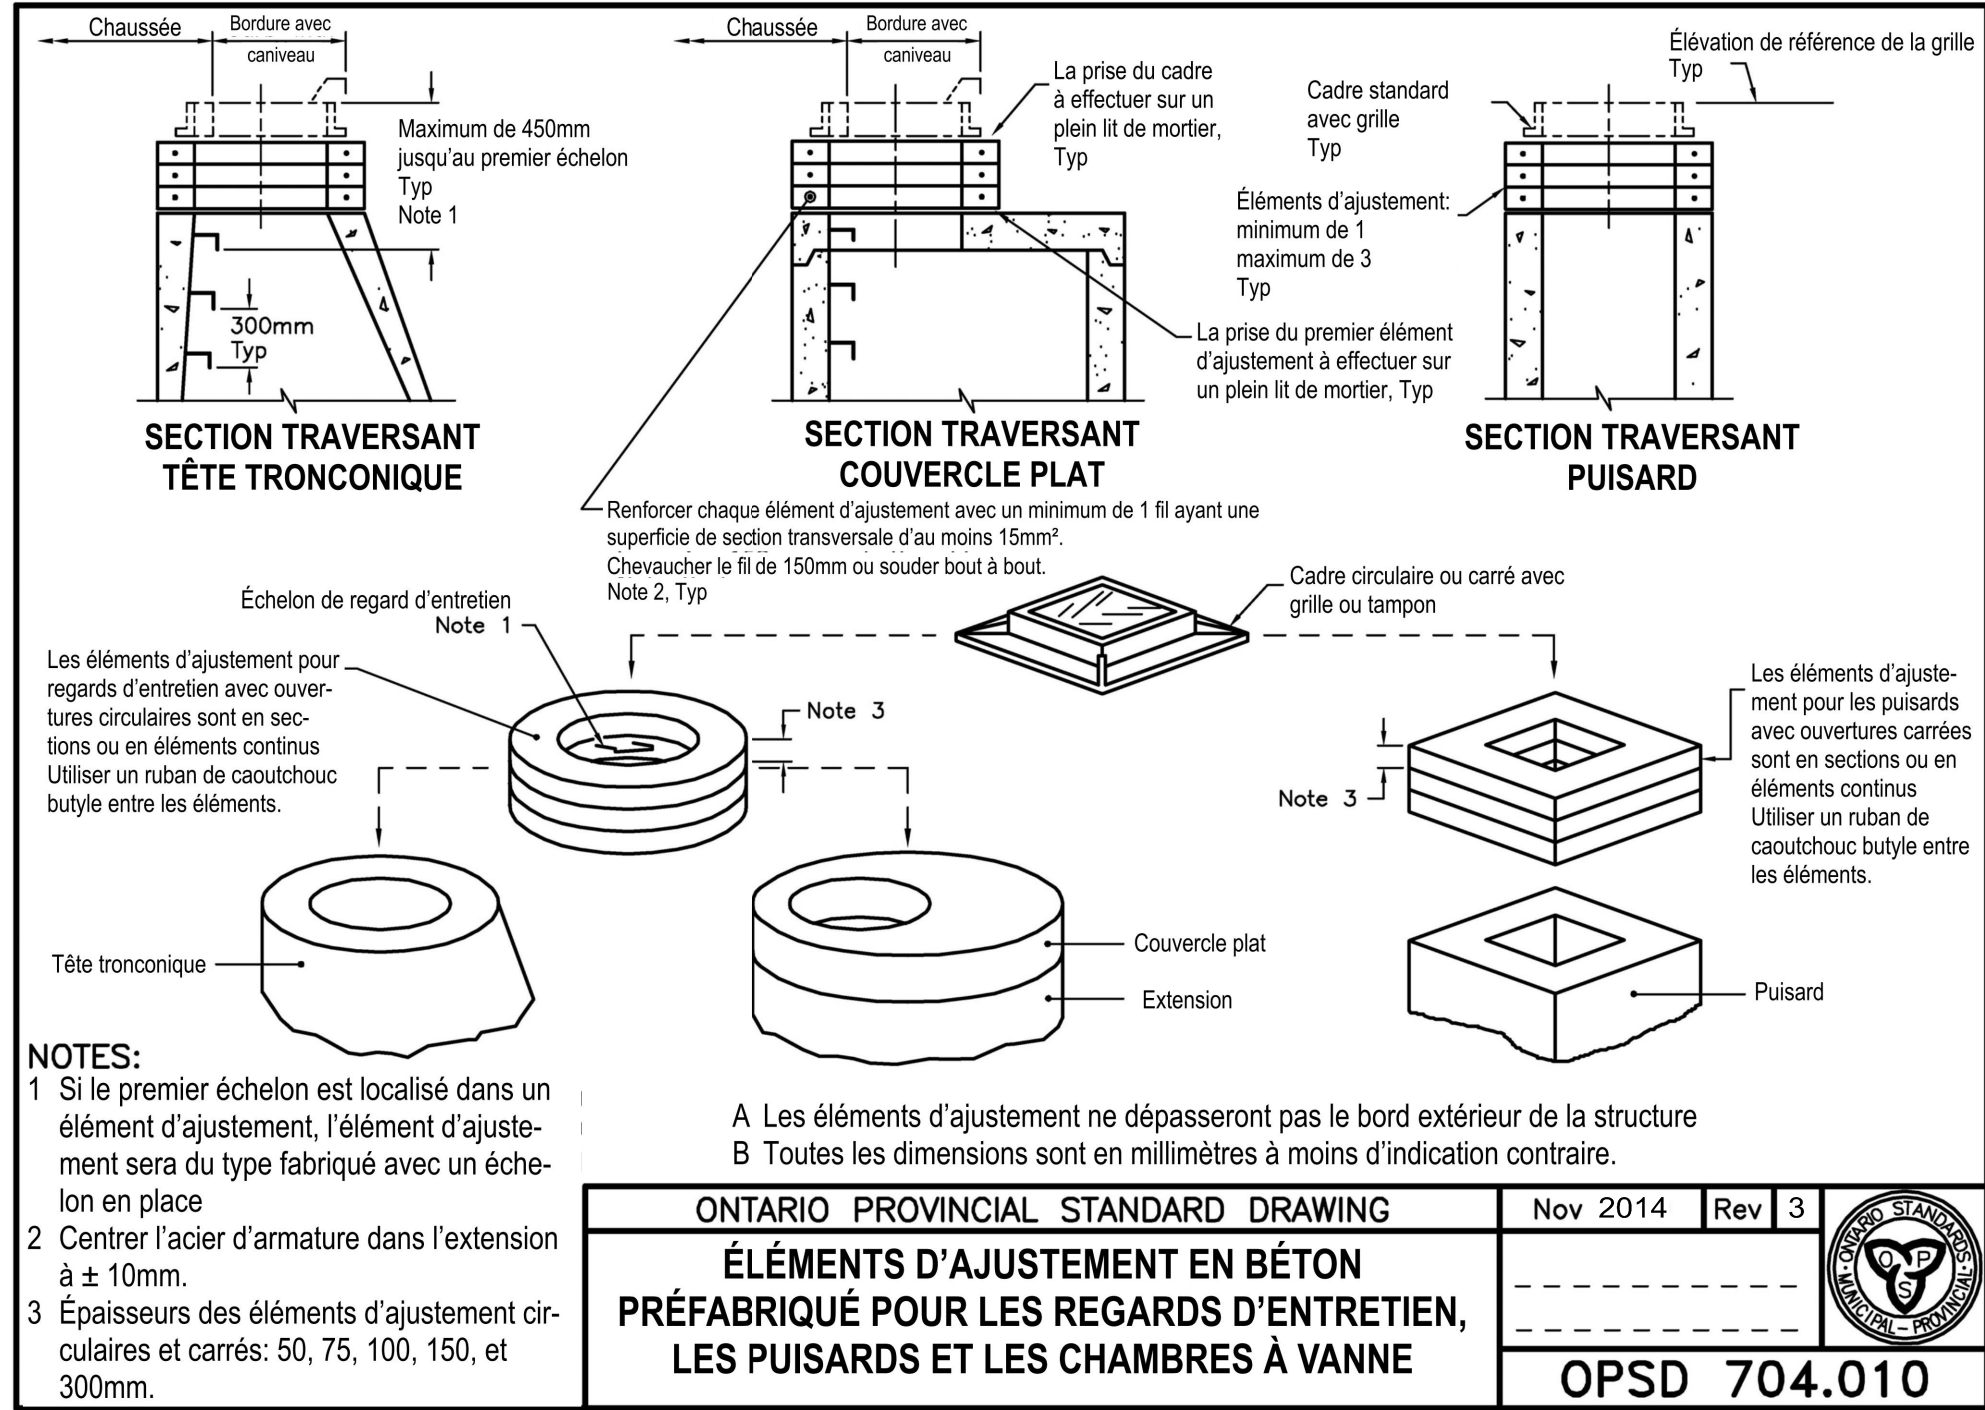 Chaussée
Bordure avec
caniveau
Maximum de 450mm
jusqu'au premier échelon
Typ
Note 1
300mm
Typ
SECTION TRAVERSANT
TÊTE TRONCONIQUE
Chaussée
Bordure avec
caniveau
La prise du cadre
à effectuer sur un
plein lit de mortier,
Typ
La prise du premier élément
d'ajustement à effectuer sur
un plein lit de mortier, Typ
SECTION TRAVERSANT
COUVERCLE PLAT
Élévation de référence de la grille
Typ
Cadre standard
avec grille
Typ
Éléments d'ajustement:
minimum de 1
maximum de 3
Typ
SECTION TRAVERSANT
PUISARD
Renforcer chaque élément d'ajustement avec un minimum de 1 fil ayant une
superficie de section transversale d'au moins 15mm².
Chevaucher le fil de 150mm ou souder bout à bout.
Note 2, Typ
Échelon de regard d'entretien
Note 1
Cadre circulaire ou carré avec
grille ou tampon
Les éléments d'ajustement pour
regards d'entretien avec ouver-
tures circulaires sont en sec-
tions ou en éléments continus
Utiliser un ruban de caoutchouc
butyle entre les éléments.
Note 3
Note 3
Les éléments d'ajuste-
ment pour les puisards
avec ouvertures carrées
sont en sections ou en
éléments continus
Utiliser un ruban de
caoutchouc butyle entre
les éléments.
Tête tronconique
Couvercle plat
Extension
Puisard
NOTES:
1 Si le premier échelon est localisé dans un
élément d'ajustement, l'élément d'ajuste-
ment sera du type fabriqué avec un éche-
lon en place
2 Centrer l'acier d'armature dans l'extension
à ± 10mm.
3 Épaisseurs des éléments d'ajustement cir-
culaires et carrés: 50, 75, 100, 150, et
300mm.
A Les éléments d'ajustement ne dépasseront pas le bord extérieur de la structure
B Toutes les dimensions sont en millimètres à moins d'indication contraire.
ONTARIO PROVINCIAL STANDARD DRAWING
Nov 2014
Rev 3
ÉLÉMENTS D'AJUSTEMENT EN BÉTON
PRÉFABRIQUÉ POUR LES REGARDS D'ENTRETIEN,
LES PUISARDS ET LES CHAMBRES À VANNE
ONTARIO STANDARDS
MUNICIPAL - PROVINCIAL
O P
S
OPSD 704.010